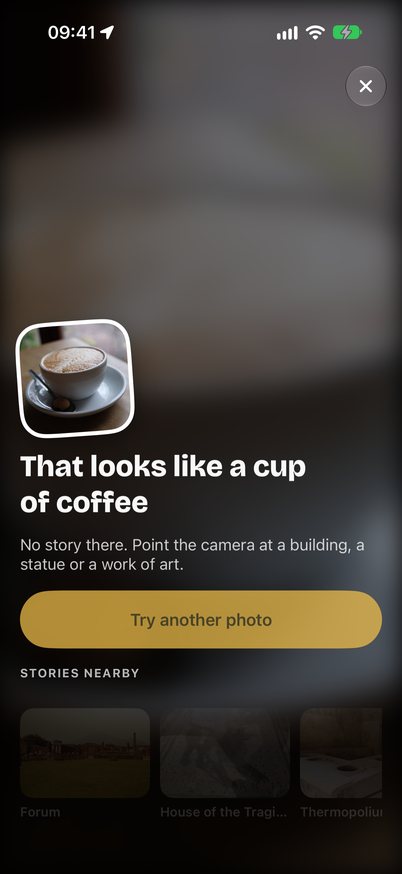 09:41
That looks like a cup
of coffee
No story there. Point the camera at a building, a
statue or a work of art.
Try another photo
STORIES NEARBY
Forum
House of the Tragi...
Thermopolium